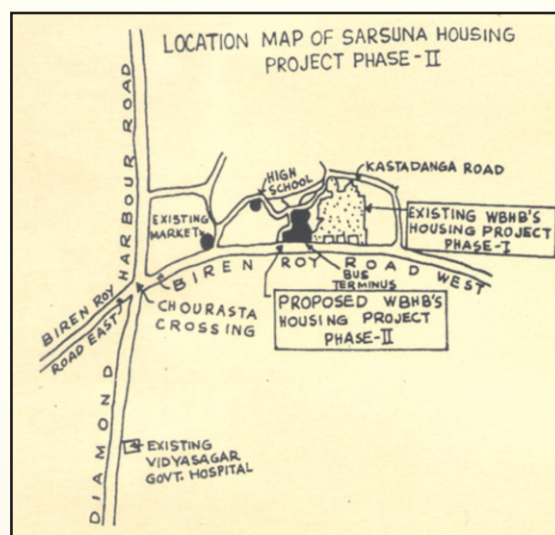 LOCATION MAP OF SARSUNA HOUSING
PROJECT PHASE-II
DIAMOND HARBOUR ROAD
KASTADANGA ROAD
HIGH
SCHOOL
EXISTING
MARKET
EXISTING WBHB'S
HOUSING PROJECT
PHASE-I
BIREN ROY ROAD WEST
BUS
TERMINUS
PROPOSED WBHB'S
HOUSING PROJECT
PHASE-II
BIREN ROY
ROAD EAST
CHOURASTA
CROSSING
EXISTING
VIDYASAGAR
GOVT. HOSPITAL